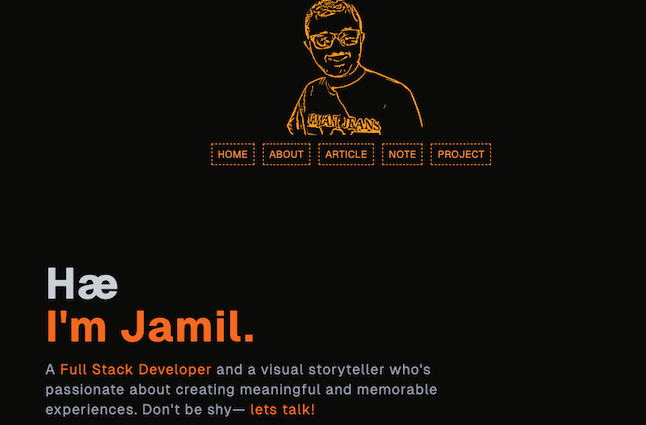 HOME ABOUT ARTICLE NOTE PROJECT
Hæ
I'm Jamil.
A Full Stack Developer and a visual storyteller who's
passionate about creating meaningful and memorable
experiences. Don't be shy— lets talk!